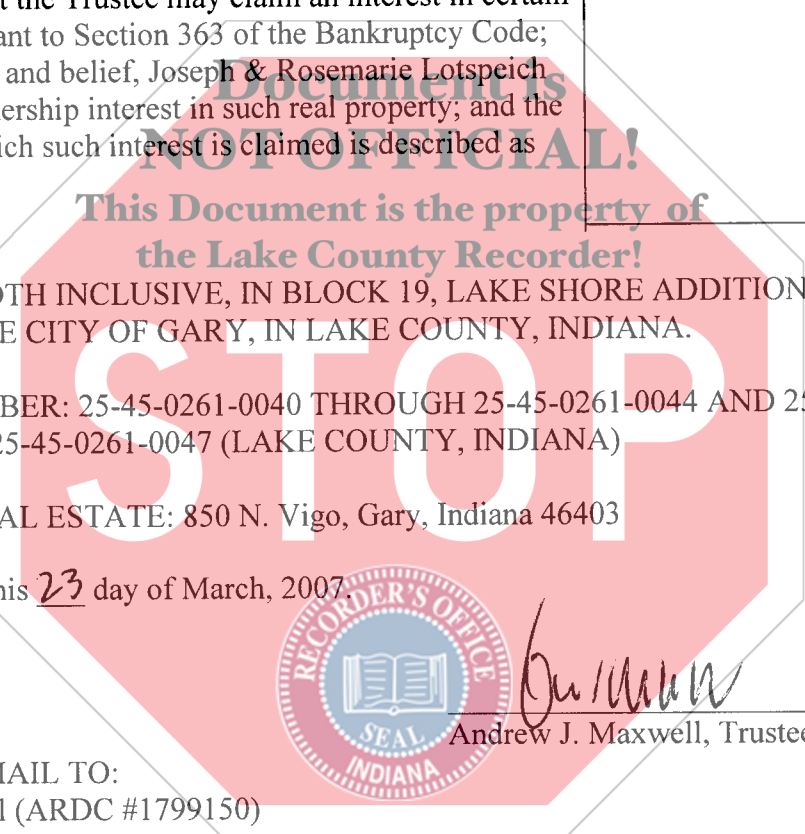 t the Trustee may claim an interest in certain
ant to Section 363 of the Bankruptcy Code;
and belief, Joseph & Rosemarie Lotspeich
ership interest in such real property; and the
ich such interest is claimed is described as
Document is
NOT OFFICIAL!
This Document is the property of
the Lake County Recorder!
OTH INCLUSIVE, IN BLOCK 19, LAKE SHORE ADDITION
E CITY OF GARY, IN LAKE COUNTY, INDIANA.
STOP
BER: 25-45-0261-0040 THROUGH 25-45-0261-0044 AND 25
25-45-0261-0047 (LAKE COUNTY, INDIANA)
AL ESTATE: 850 N. Vigo, Gary, Indiana 46403
his 23 day of March, 2007.
RECORDER'S OFFICE
SEAL
INDIANA
Andrew J. Maxwell, Trustee
MAIL TO:
l (ARDC #1799150)